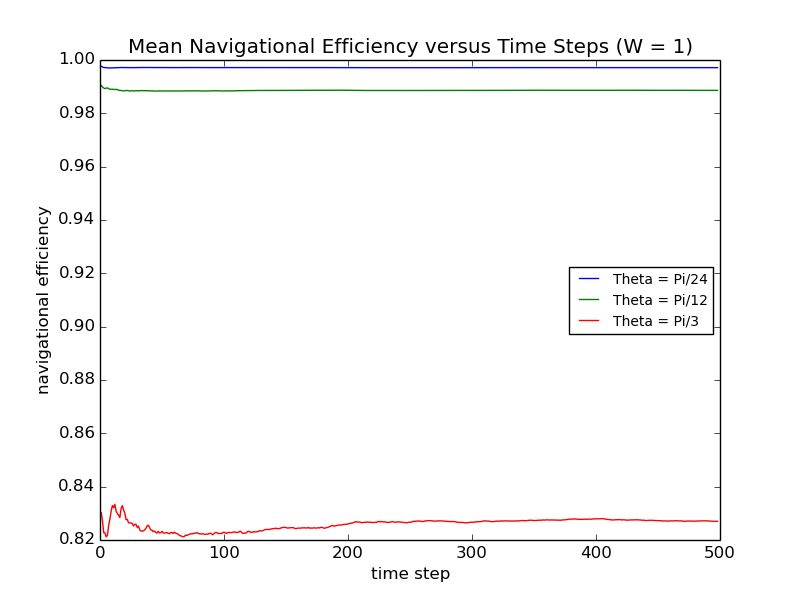 Mean Navigational Efficiency versus Time Steps (W = 1)
1.00
0.98
0.96
0.94
0.92
0.90
0.88
0.86
0.84
0.82
navigational efficiency
Theta = Pi/24
Theta = Pi/12
Theta = Pi/3
0 100 200 300 400 500
time step